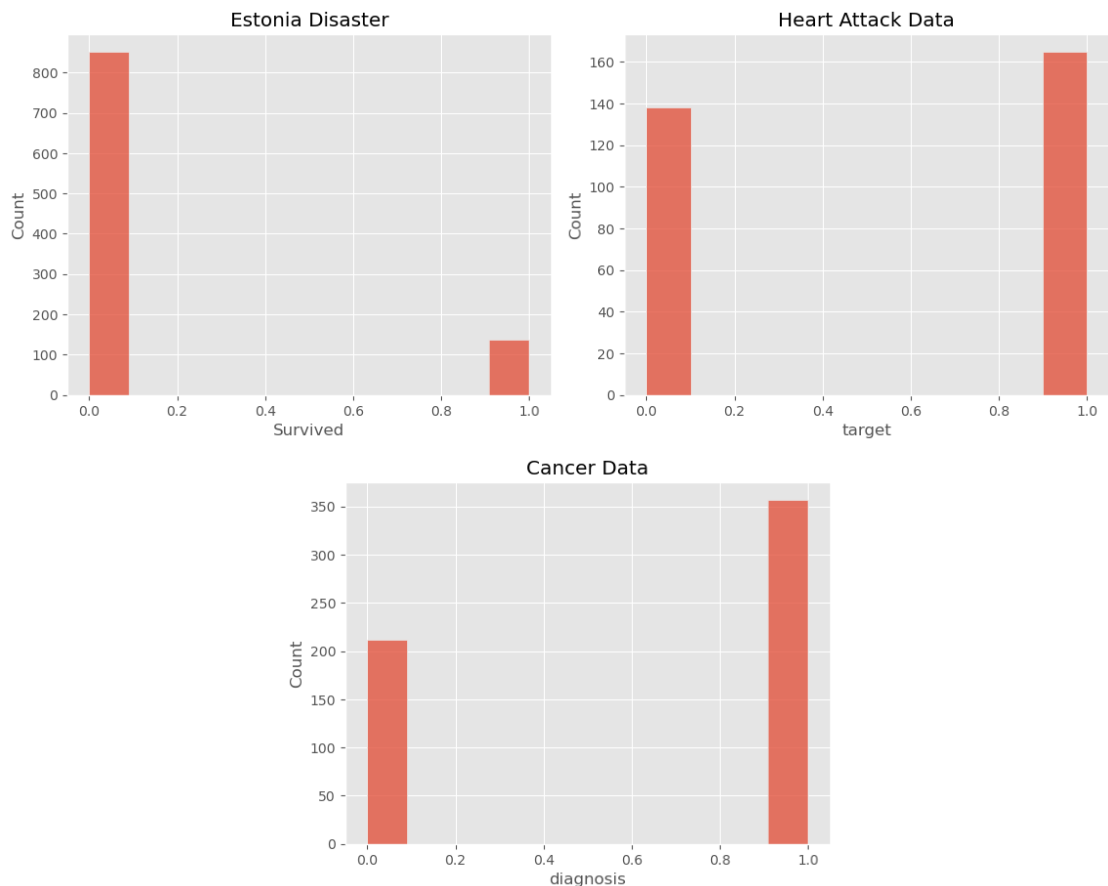 Estonia Disaster
800
700
600
500
400
300
200
100
0
Count
0.0 0.2 0.4 0.6 0.8 1.0
Survived
Heart Attack Data
160
140
120
100
80
60
40
20
0
Count
0.0 0.2 0.4 0.6 0.8 1.0
target
Cancer Data
350
300
250
200
150
100
50
0
Count
0.0 0.2 0.4 0.6 0.8 1.0
diagnosis